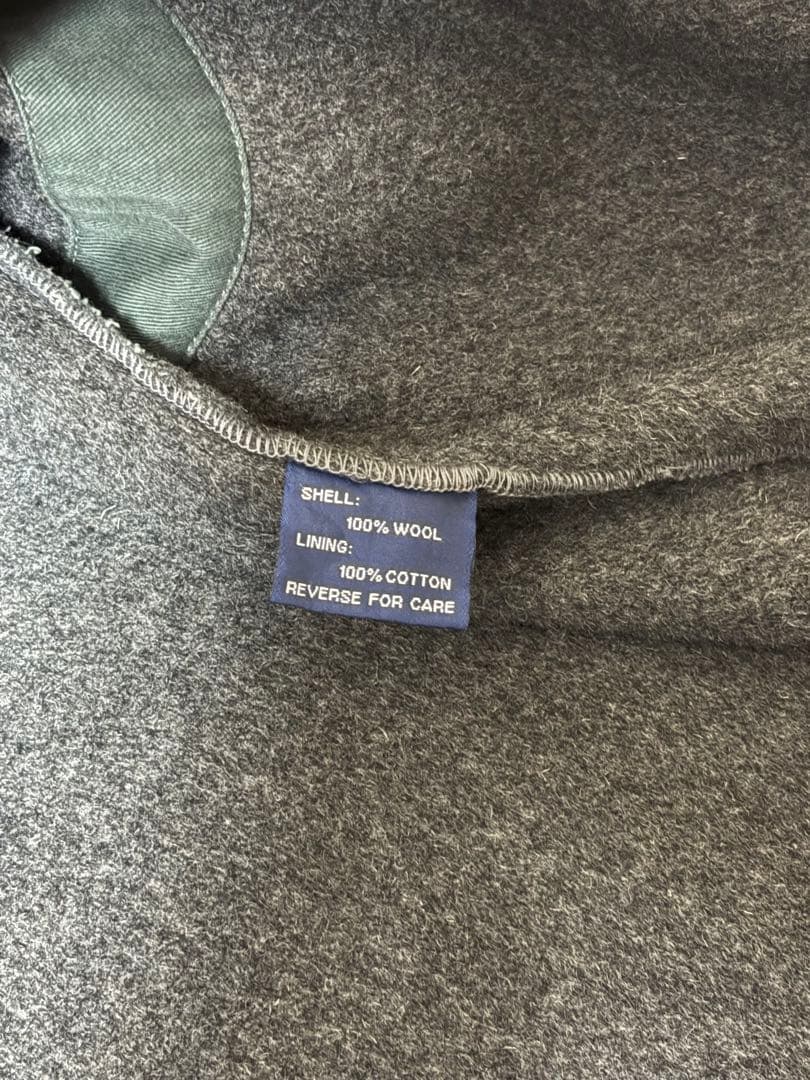 SHELL:
100% WOOL
LINING:
100% COTTON
REVERSE FOR CARE